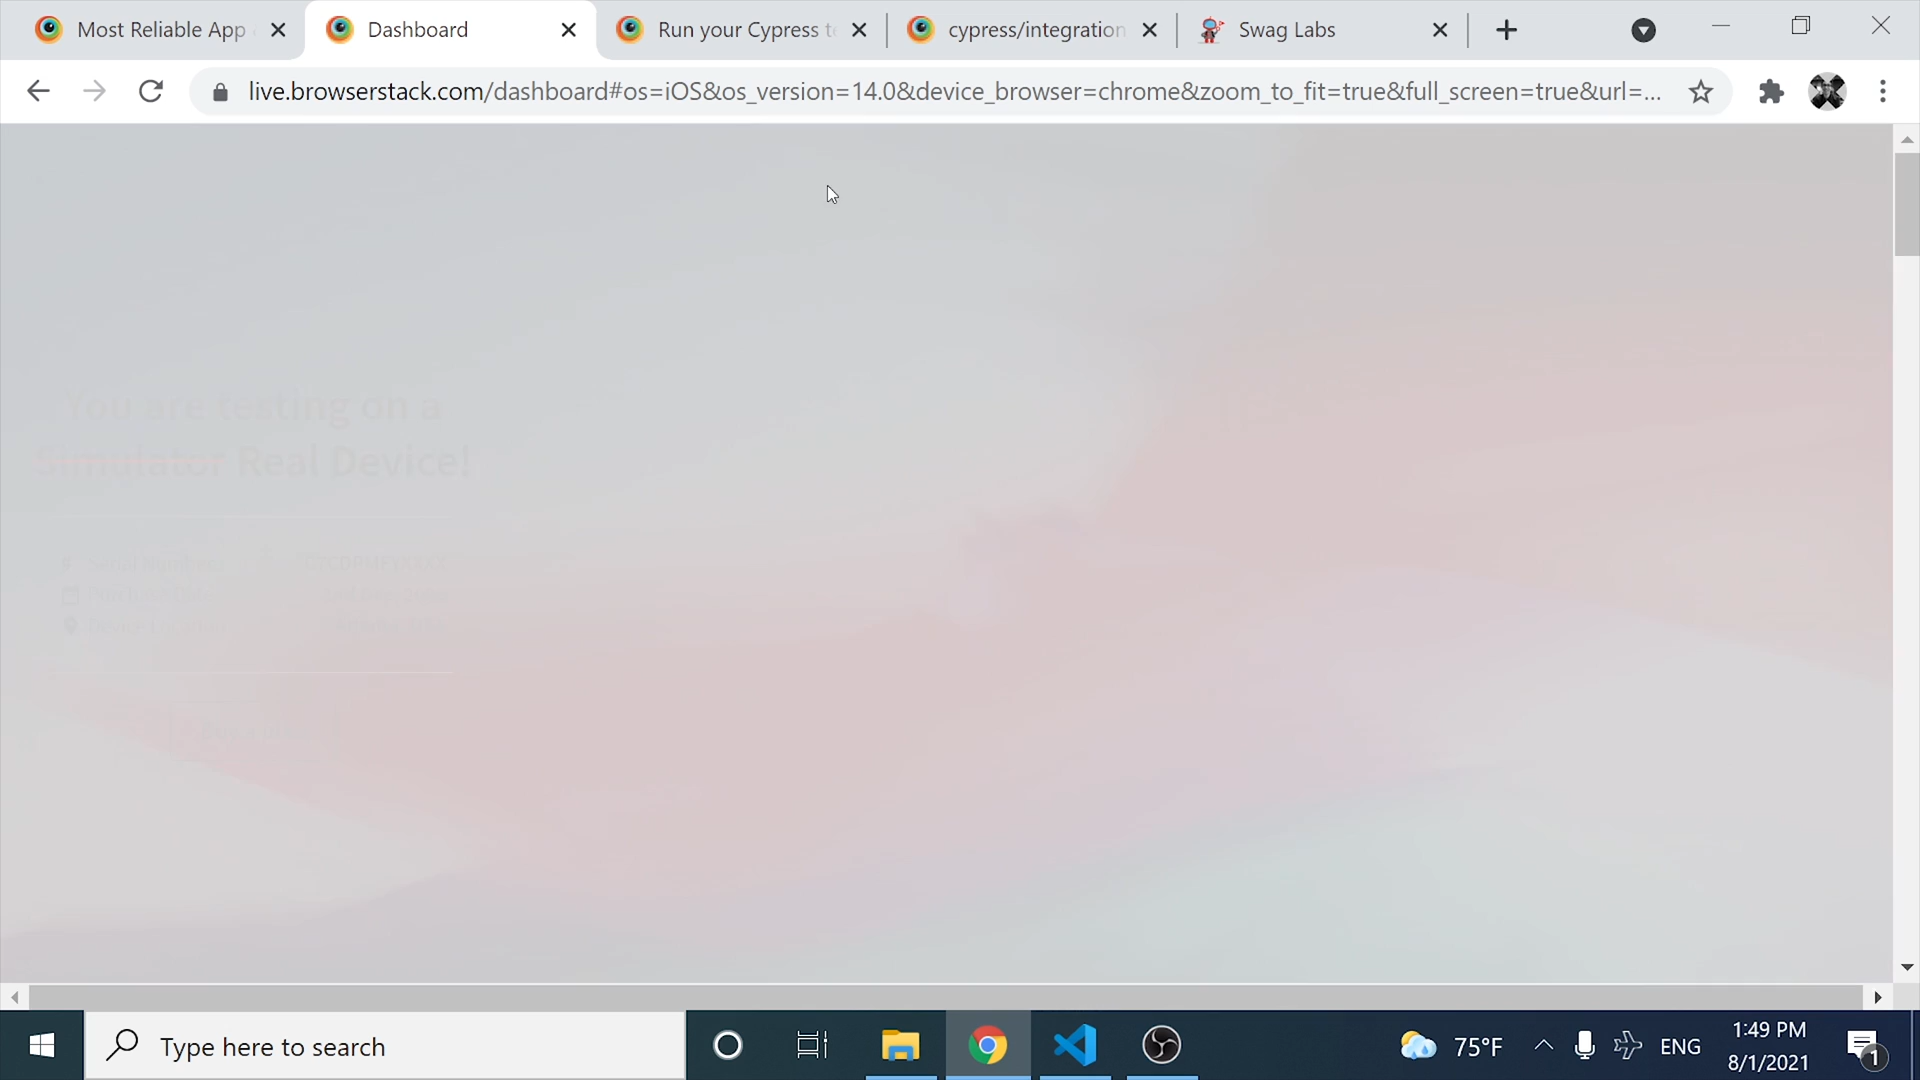 Most Reliable App
Dashboard
Run your Cypress te
cypress/integration
Swag Labs
live.browserstack.com/dashboard#os=iOS&os_version=14.0&device_browser=chrome&zoom_to_fit=true&full_screen=true&url=...
You are testing on a
Simulator Real Device!
Type here to search
75°F
ENG
1:49 PM
8/1/2021
1